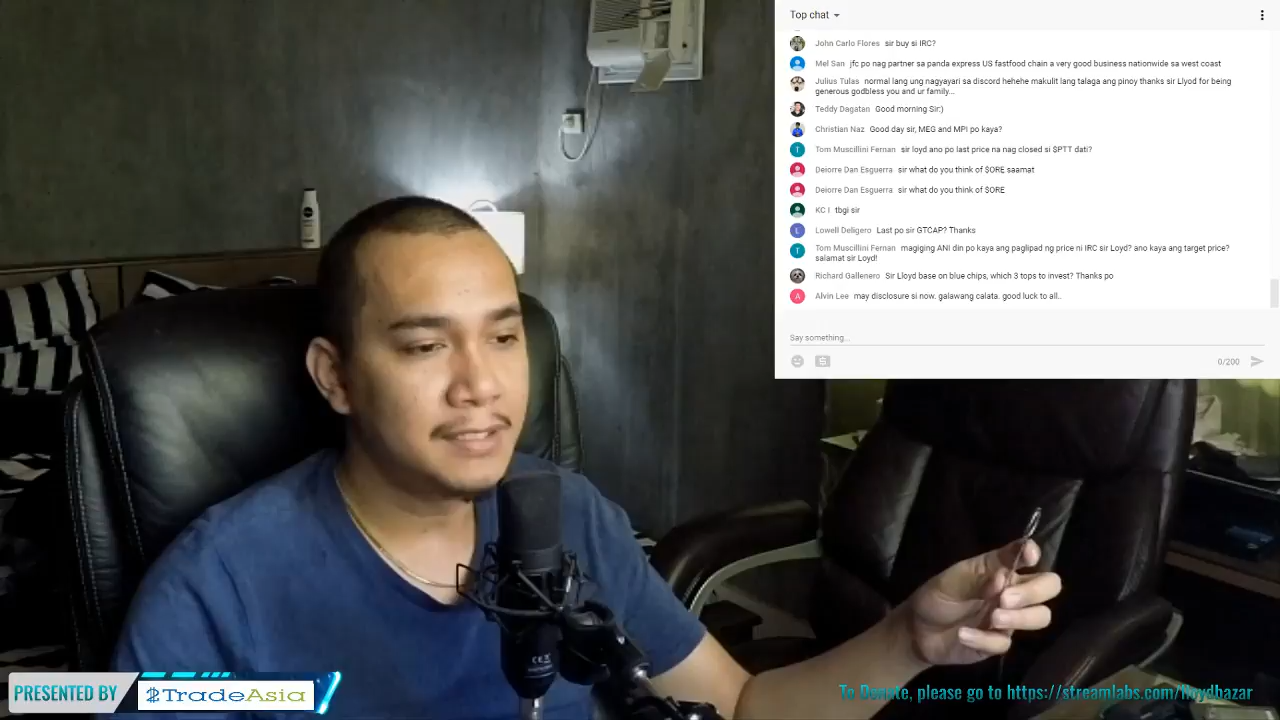 Top chat
John Carlo Flores sir buy si IRC?
Mel San jfc po nag partner sa panda express US fastfood chain a very good business nationwide sa west coast
Julius Tulas normal lang ung nagyayari sa discord hehehe makulit lang talaga ang pinoy thanks sir Llyod for being
generous godbless you and ur family...
Teddy Dagatan Good morning Sir:)
Christian Naz Good day sir, MEG and MPI po kaya?
Tom Muscillini Fernan sir loyd ano po last price na nag closed si $PTT dati?
Deiorre Dan Esguerra sir what do you think of $ORE saamat
Deiorre Dan Esguerra sir what do you think of $ORE
KC I tbgi sir
L
Lowell Deligero Last po sir GTCAP? Thanks
T
Tom Muscillini Fernan magiging ANI din po kaya ang paglipad ng price ni IRC sir Loyd? ano kaya ang target price?
salamat sir Loyd!
Richard Gallenero Sir Lloyd base on blue chips, which 3 tops to invest? Thanks po
A
Alvin Lee may disclosure si now. galawang calata. good luck to all..
Say something...
0/200
PRESENTED BY
$TradeAsia
To Donate, please go to https://streamlabs.com/lloydbazar